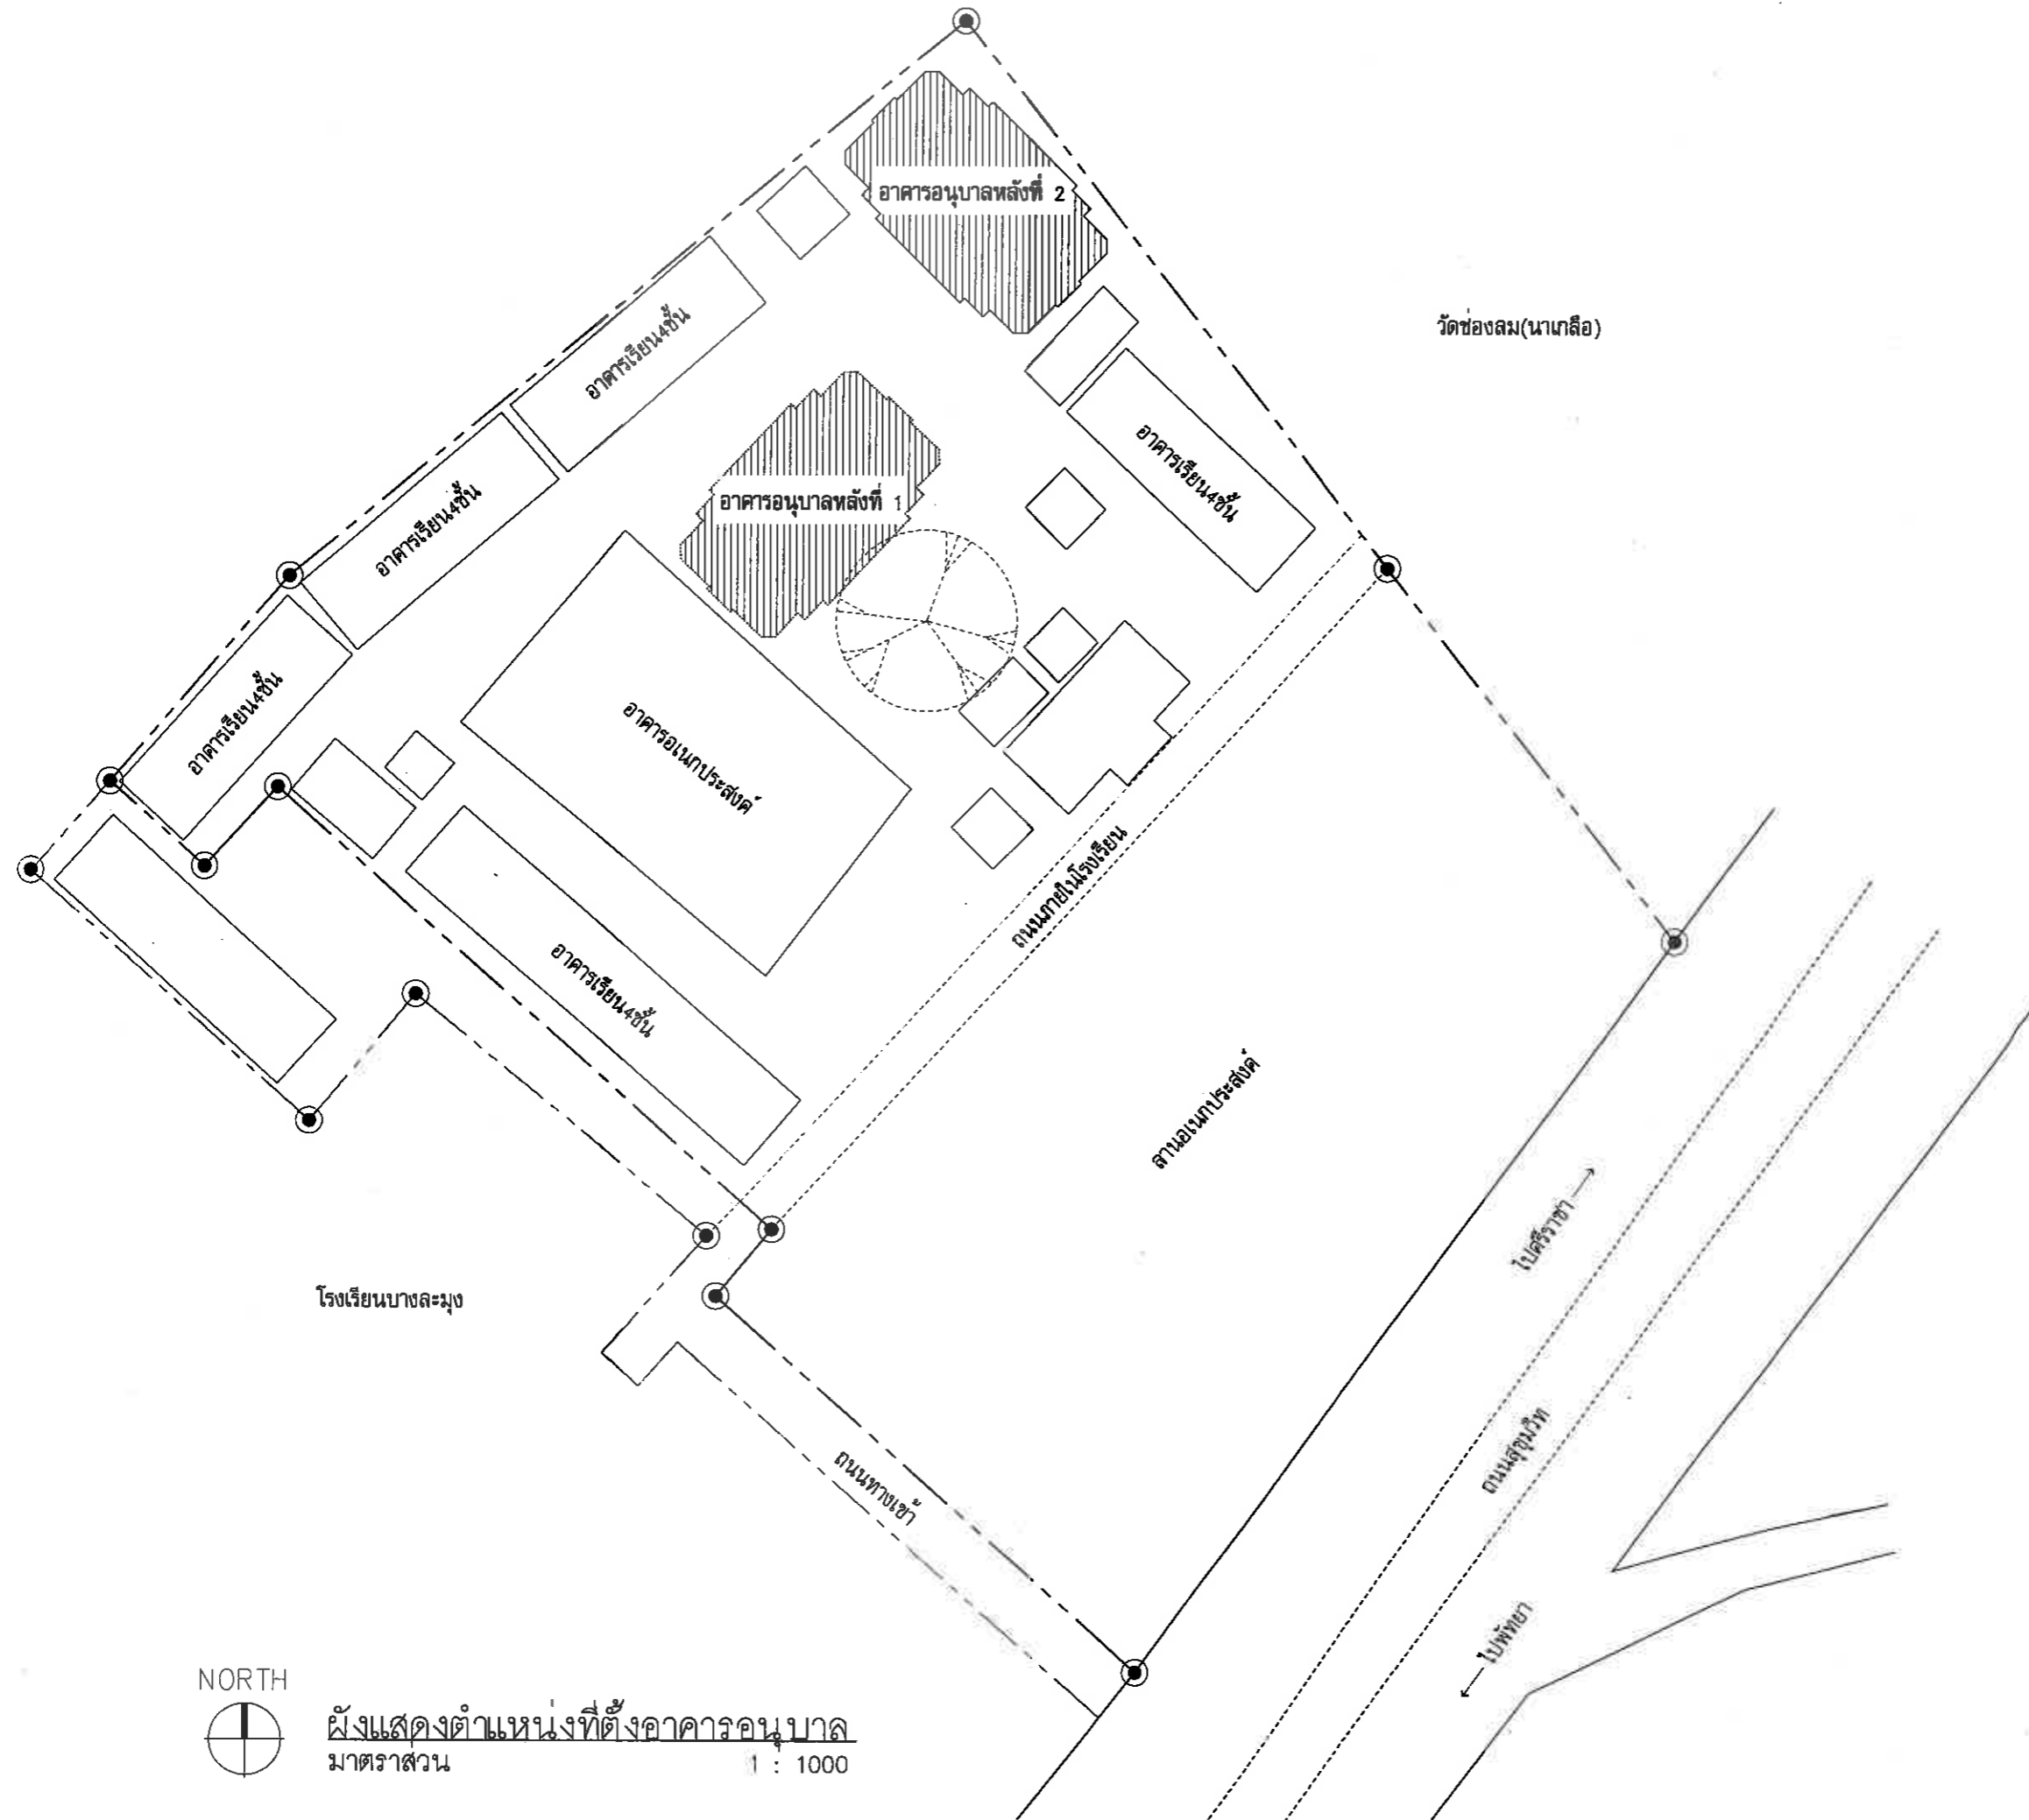 อาคารอนุบาลหลังที่ 2
วัดช่องลม(นาเกลือ)
อาคารเรียน4ชั้น
อาคารเรียน4ชั้น
อาคารอนุบาลหลังที่ 1
อาคารเรียน4ชั้น
อาคารเรียน4ชั้น
อาคารอเนกประสงค์
ถนนภายในโรงเรียน
อาคารเรียน4ชั้น
ลานอเนกประสงค์
ไปศรีราชา
โรงเรียนบางละมุง
ถนนสุขุมวิท
ถนนทางเข้า
ไปพัทยา
NORTH
ผังแสดงตำแหน่งที่ตั้งอาคารอนุบาล
มาตราส่วน 1 : 1000